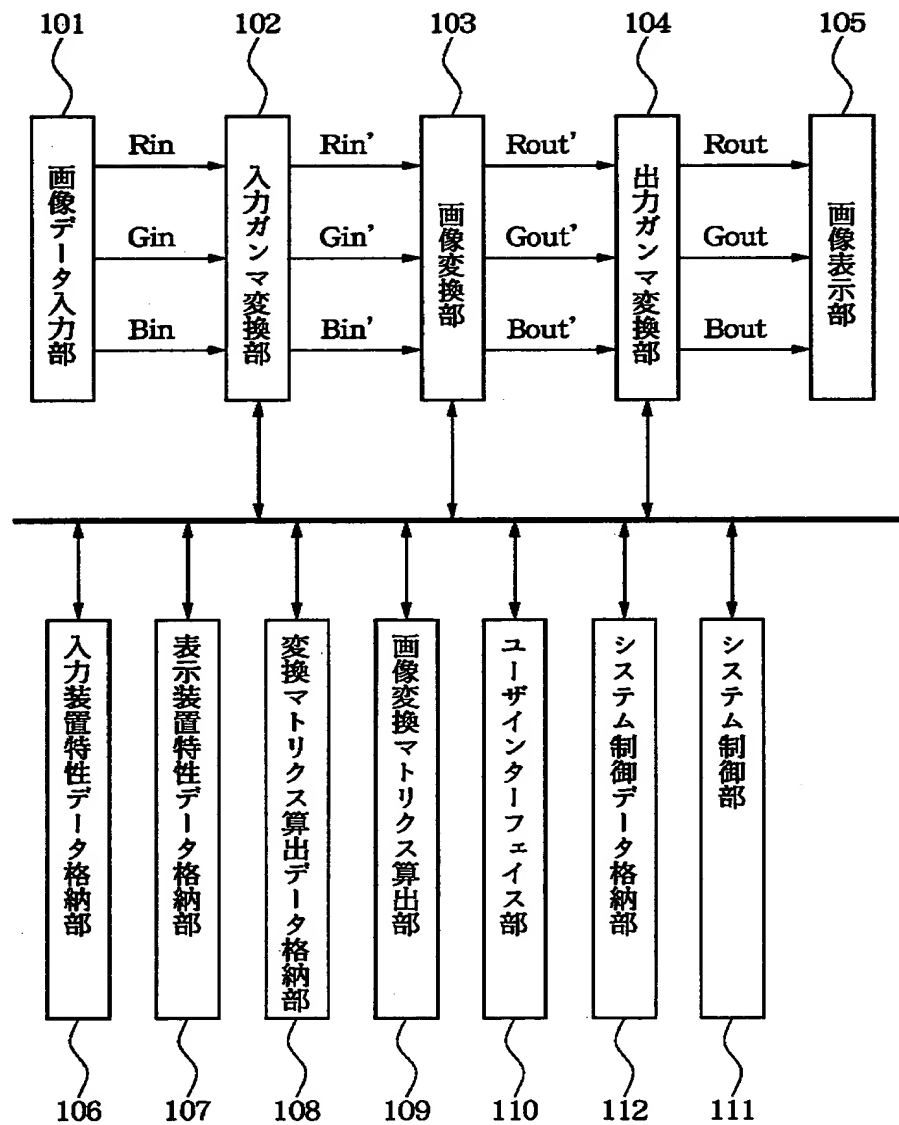 101
102
103
104
105
画像データ入力部
Rin
Gin
Bin
入力ガンマ変換部
Rin'
Gin'
Bin'
画像変換部
Rout'
Gout'
Bout'
出力ガンマ変換部
Rout
Gout
Bout
画像表示部
入力装置特性データ格納部
表示装置特性データ格納部
変換マトリクス算出データ格納部
画像変換マトリクス算出部
ユーザインターフェイス部
システム制御データ格納部
システム制御部
106
107
108
109
110
112
111